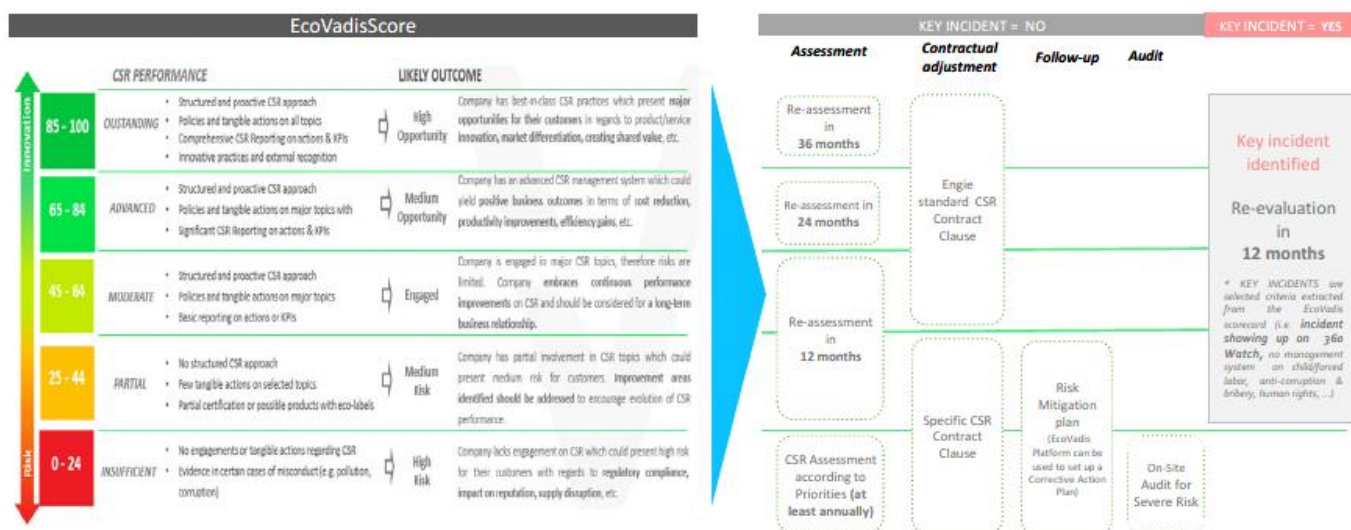 EcoVadisScore
CSR PERFORMANCE
LIKELY OUTCOME
Innovation
85 - 100
OUSTANDING
• Structured and proactive CSR approach
• Policies and tangible actions on all topics
• Comprehensive CSR Reporting on actions & KPIs
• Innovative practices and external recognition
High
Opportunity
Company has best-in-class CSR practices which present major
opportunities for their customers in regards to product/service
innovation, market differentiation, creating shared value, etc.
65 - 84
ADVANCED
• Structured and proactive CSR approach
• Policies and tangible actions on major topics with
• Significant CSR Reporting on actions & KPIs
Medium
Opportunity
Company has an advanced CSR management system which could
yield positive business outcomes in terms of cost reduction,
productivity improvements, efficiency gains, etc.
45 - 64
MODERATE
• Structured and proactive CSR approach
• Policies and tangible actions on major topics
• Basic reporting on actions or KPIs
Engaged
Company is engaged in major CSR topics, therefore risks are
limited. Company embraces continuous performance
improvements on CSR and should be considered for a long-term
business relationship.
25 - 44
PARTIAL
• No structured CSR approach
• Few tangible actions on selected topics
• Partial certification or possible products with eco-labels
Medium
Risk
Company has partial involvement in CSR topics which could
present medium risk for customers. Improvement areas
identified should be addressed to encourage evolution of CSR
performance.
Risk
0 - 24
INSUFFICIENT
• No engagements or tangible actions regarding CSR
• Evidence in certain cases of misconduct (e.g. pollution,
corruption)
High
Risk
Company lacks engagement on CSR which could present high risk
for their customers with regards to regulatory compliance,
impact on reputation, supply disruption, etc
KEY INCIDENT = NO
Assessment
Contractual
adjustment
Follow-up
Audit
Re-assessment
in
36 months
Re-assessment in
24 months
Re-assessment
in
12 months
CSR Assessment
according to
Priorities (at
least annually)
Engie
standard CSR
Contract
Clause
Specific CSR
Contract
Clause
Risk
Mitigation
plan
(EcoVadis
Platform can be
used to set up a
Corrective Action
Plan)
On-Site
Audit for
Severe Risk
KEY INCIDENT = YES
Key incident
identified
Re-evaluation
in
12 months
* KEY INCIDENTS are
selected criteria extracted
from the EcoVadis
scorecard (i.e. incident
showing up on 360
Watch, no management
system on child/forced
labor, anti-corruption &
bribery, human rights, ...)